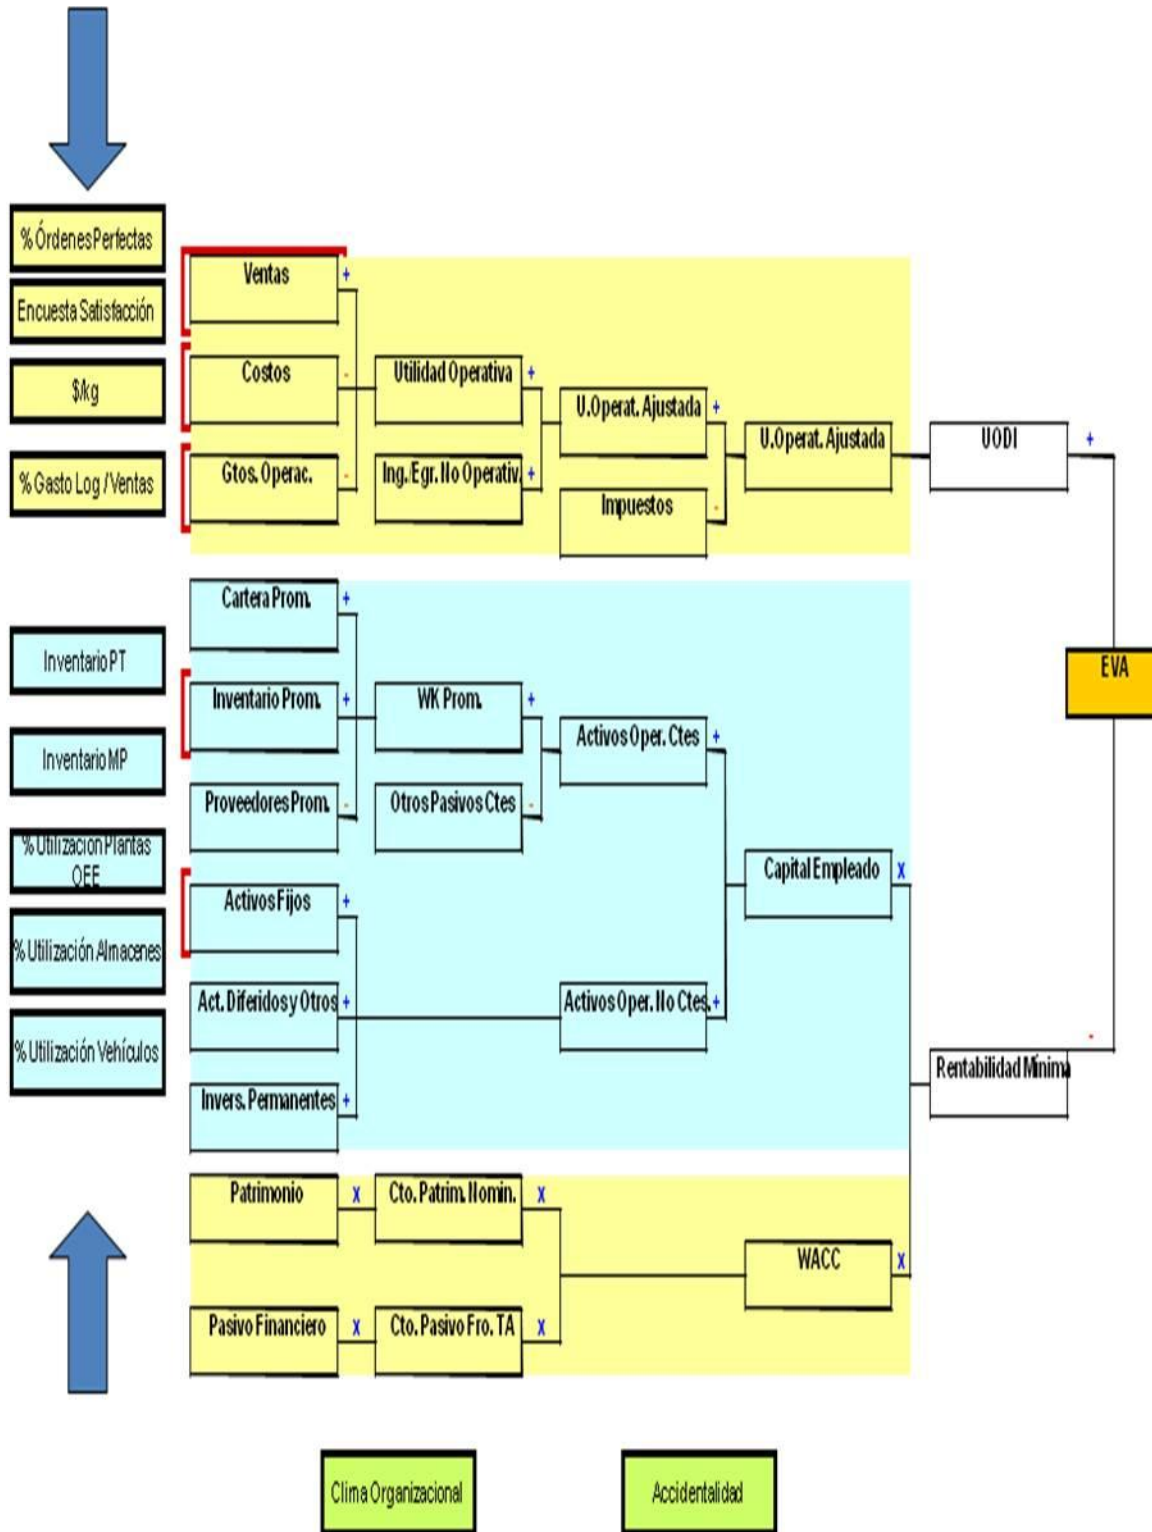 % Órdenes Perfectas
Encuesta Satisfacción
$/kg
% Gasto Log / Ventas
Ventas +
Costos -
Gtos. Operac. -
Utilidad Operativa +
Ing./Egr. No Operativ. +
U.Operat. Ajustada +
Impuestos -
U.Operat. Ajustada
UODI +
Inventario PT
Inventario MP
% Utilización Plantas
OEE
% Utilización Almacenes
% Utilización Vehículos
Cartera Prom. +
Inventario Prom. +
Proveedores Prom. -
Activos Fijos +
Act. Diferidos y Otros +
Invers. Permanentes +
WK Prom. +
Otros Pasivos Ctes -
Activos Oper. Ctes +
Activos Oper. No Ctes. +
Capital Empleado X
EVA
Rentabilidad Mínima -
Patrimonio X
Cto. Patrim. Nomin. X
Pasivo Financiero X
Cto. Pasivo Fro. TA X
WACC X
Clima Organizacional
Accidentalidad